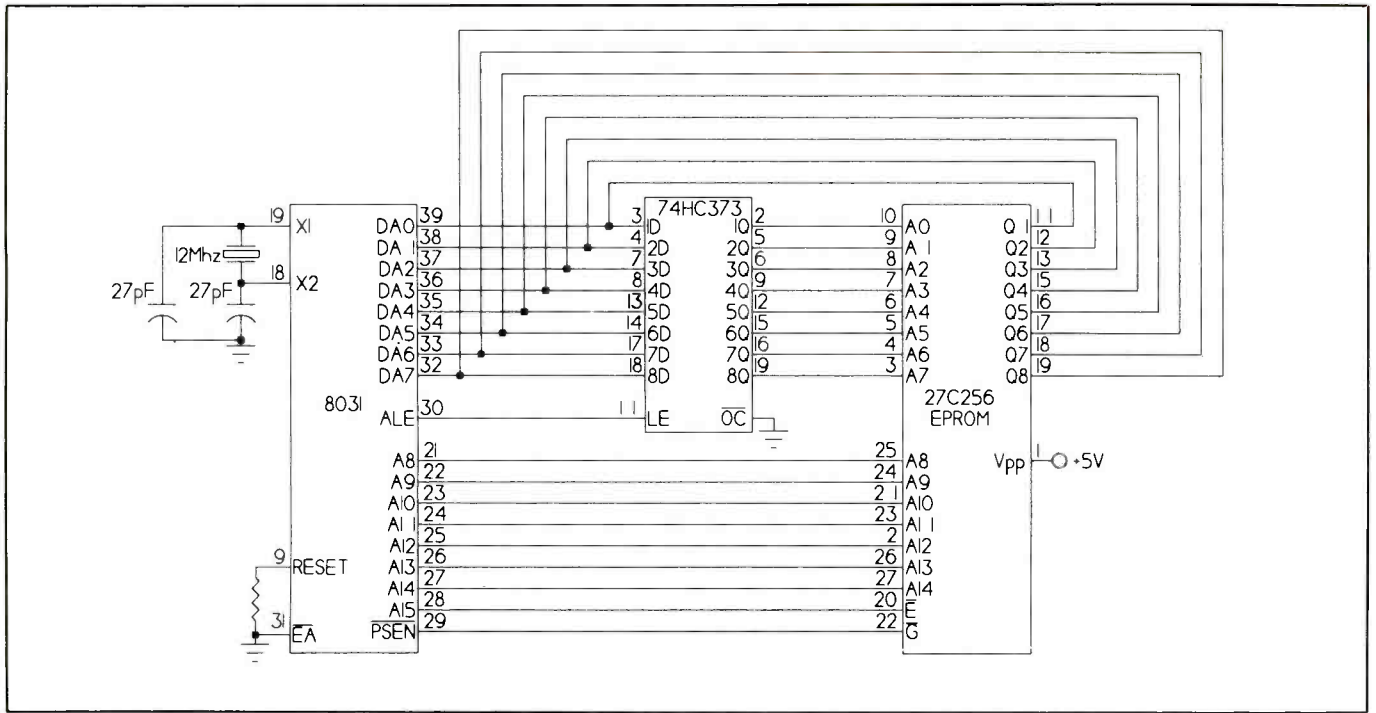 74HC373
19 X1 DA0 39 3 1D 1Q 2 10 A0 Q1 11
DA1 38 4 2D 2Q 5 9 A1 Q2 12
12Mhz DA2 37 7 3D 3Q 6 8 A2 Q3 13
18 X2 DA3 36 8 4D 4Q 9 7 A3 Q4 15
27pF 27pF DA4 35 13 5D 5Q 12 6 A4 Q5 16
DA5 34 14 6D 6Q 15 5 A5 Q6 17
DA6 33 17 7D 7Q 16 4 A6 Q7 18
DA7 32 18 8D 8Q 19 3 A7 Q8 19
8031 27C256
EPROM
ALE 30 11 LE OC
A8 21 25 A8 Vpp 1 +5V
A9 22 24 A9
A10 23 21 A10
A11 24 23 A11
A12 25 2 A12
9 RESET A13 26 26 A13
A14 27 27 A14
A15 28 20 E
31 EA PSEN 29 22 G